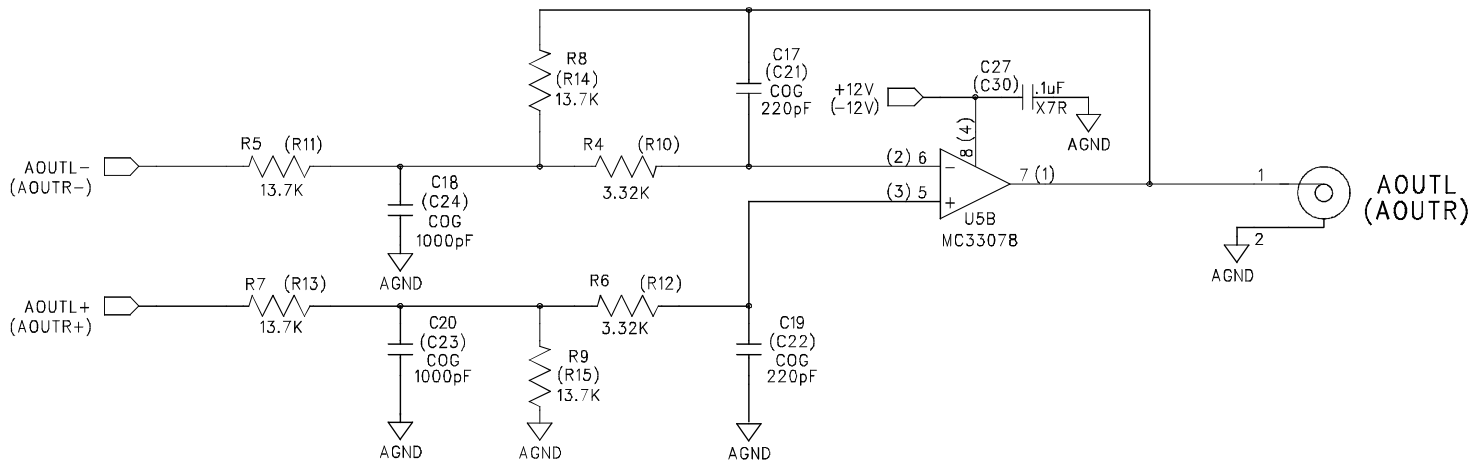 R8
(R14)
13.7K
C17
(C21)
COG
220pF
+12V
(-12V)
C27
(C30)
.1uF
X7R
AGND
8 (4)
AOUTL-
(AOUTR-)
R5 (R11)
13.7K
C18
(C24)
COG
1000pF
AGND
R4 (R10)
3.32K
(2) 6
(3) 5
-
+
U5B
MC33078
7 (1)
1
2
AGND
AOUTL
(AOUTR)
AOUTL+
(AOUTR+)
R7 (R13)
13.7K
C20
(C23)
COG
1000pF
AGND
R9
(R15)
13.7K
AGND
R6 (R12)
3.32K
C19
(C22)
COG
220pF
AGND